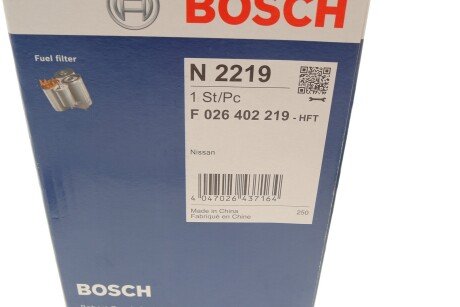 BOSCH
Fuel filter
N 2219
1 St/Pc
F 026 402 219 - HFT
Nissan
4 047026 437164
Made in China
Fabriqué en Chine
250
BOSCH